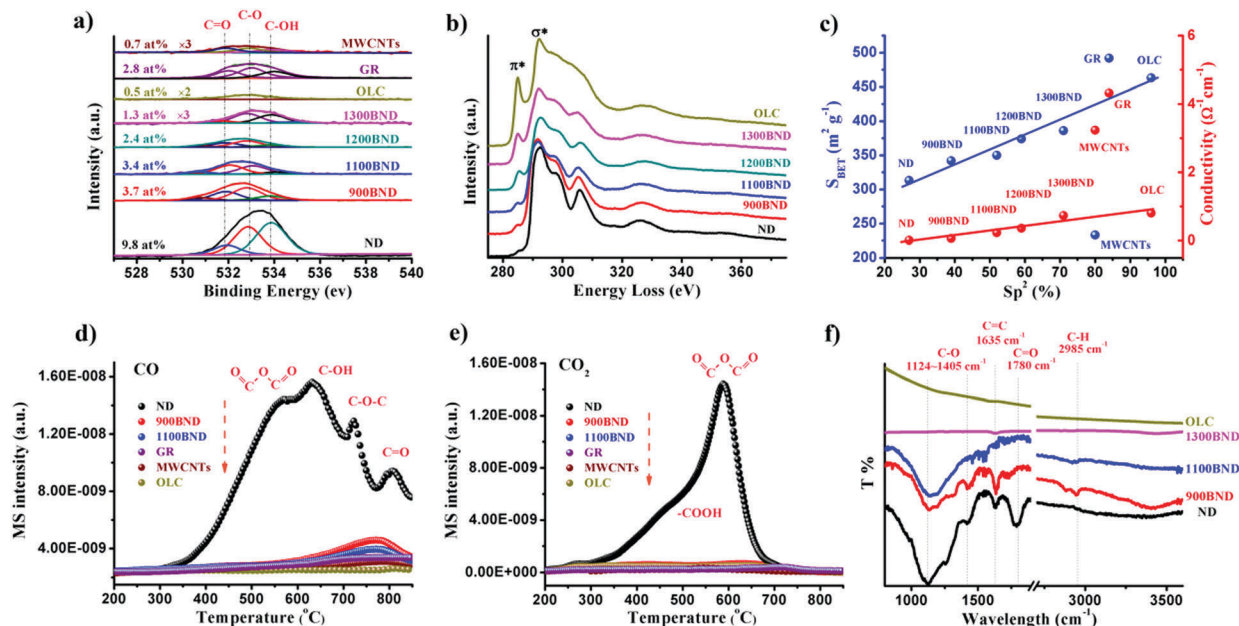 a)
C=O
C-O
C-OH
0.7 at% ×3 MWCNTs
2.8 at% GR
0.5 at% ×2 OLC
1.3 at% ×3 1300BND
2.4 at% 1200BND
3.4 at% 1100BND
3.7 at% 900BND
9.8 at% ND
Intensity (a.u.)
528 530 532 534 536 538 540
Binding Energy (ev)
b)
π*
σ*
OLC
1300BND
1200BND
1100BND
900BND
ND
Intensity (a.u.)
275 300 325 350 375
Energy Loss (eV)
c)
500
450
400
350
300
250
200
S_BET (m² g⁻¹)
6
4
2
0
Conductivity (Ω⁻¹ cm⁻¹)
GR
OLC
1300BND
GR
1200BND
1100BND
MWCNTs
900BND
ND
1300BND
OLC
1200BND
1100BND
900BND
ND
MWCNTs
20 30 40 50 60 70 80 90 100
Sp² (%)
d)
CO
1.60E-008
1.20E-008
8.00E-009
4.00E-009
MS intensity (a.u.)
ND
900BND
1100BND
GR
MWCNTs
OLC
O O O
C C
C-OH
C-O-C
C=O
200 300 400 500 600 700 800
Temperature (°C)
e)
CO₂
1.60E-008
1.20E-008
8.00E-009
4.00E-009
0.00E+000
MS intensity (a.u.)
ND
900BND
1100BND
GR
MWCNTs
OLC
O O O
C C
-COOH
200 300 400 500 600 700 800
Temperature (°C)
f)
C=C
1635 cm⁻¹
C-H
2985 cm⁻¹
C-O
1124~1405 cm⁻¹
C=O
1780 cm⁻¹
OLC
1300BND
1100BND
900BND
ND
T %
800 1200 1600 3000 3500
Wavelength (cm⁻¹)